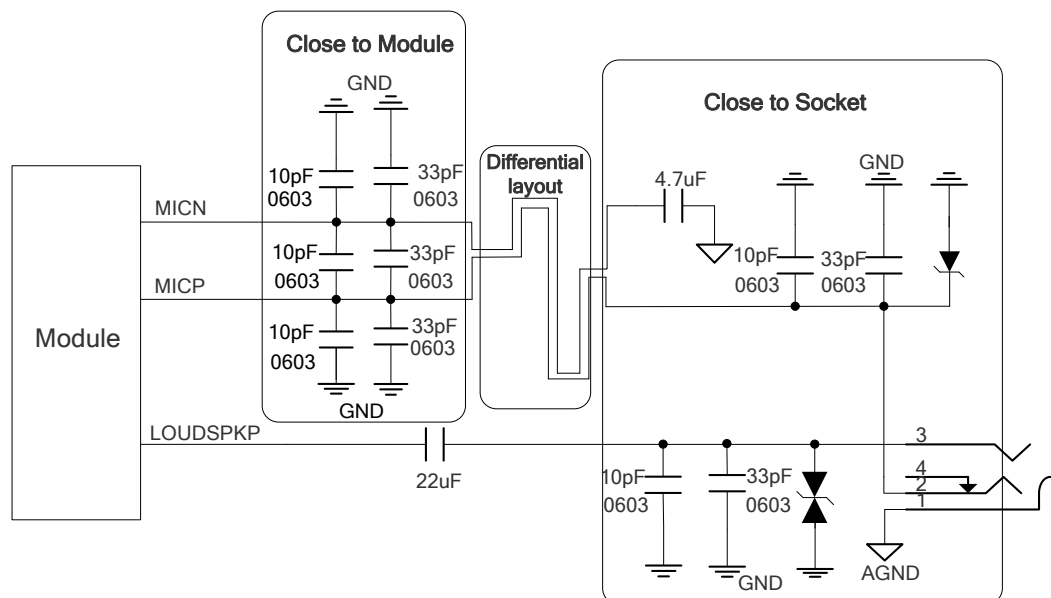 Close to Module
GND
10pF
0603
33pF
0603
MICN
10pF
0603
33pF
0603
MICP
10pF
0603
33pF
0603
GND
Module
LOUDSPKP
22uF
Differential
layout
Close to Socket
4.7uF
GND
10pF
0603
33pF
0603
10pF
0603
33pF
0603
GND
3
4
2
1
AGND